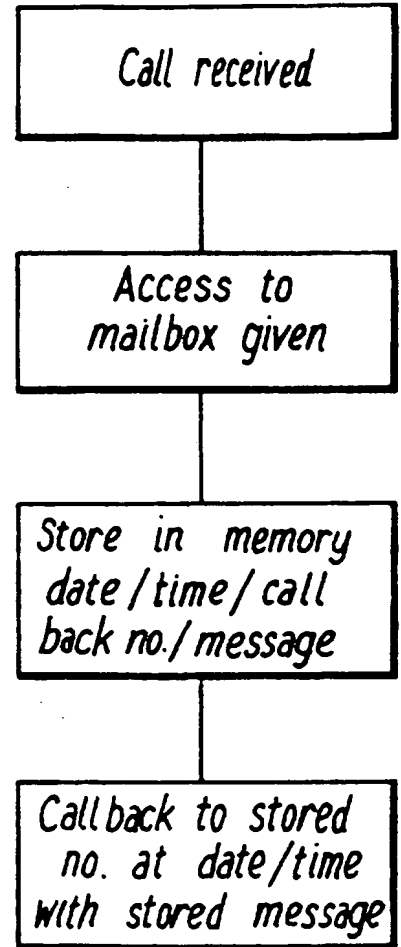 Call received
Access to
mailbox given
Store in memory
date/time/call
back no./message
Callback to stored
no. at date/time
with stored message